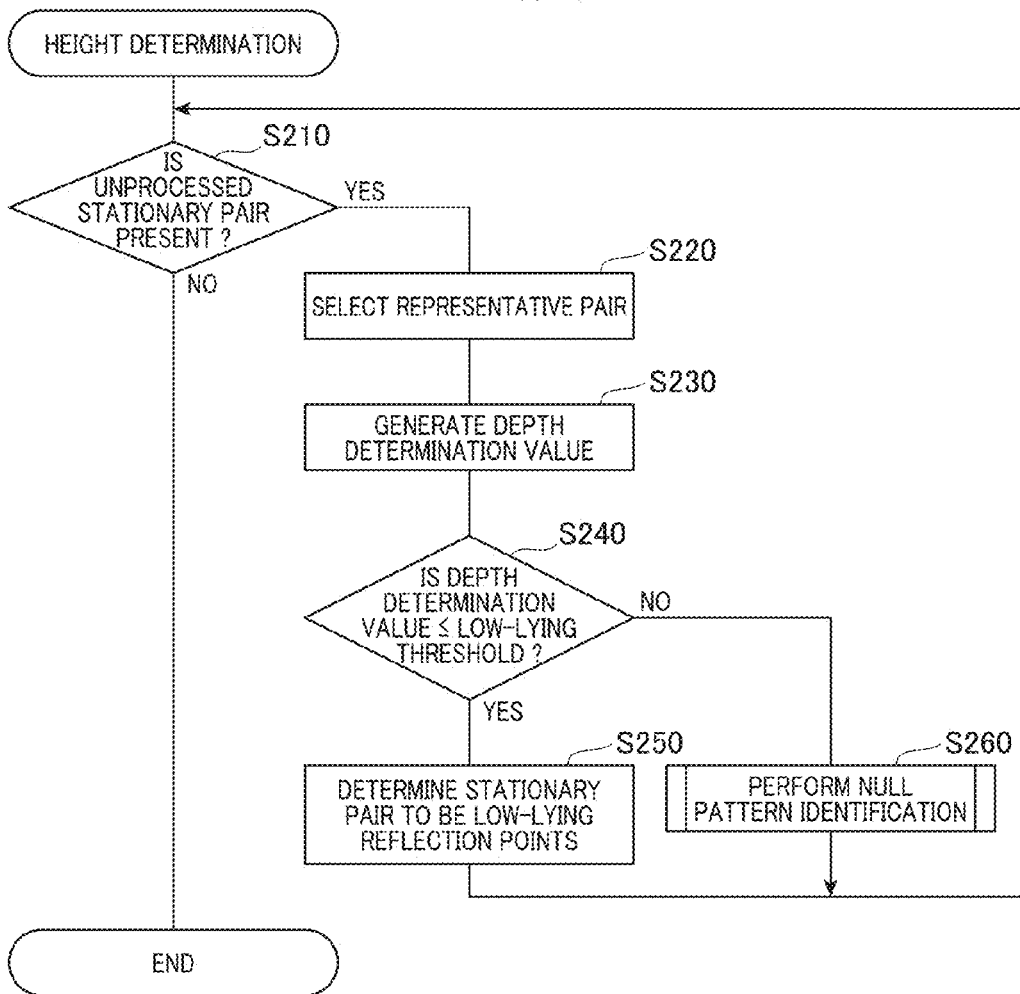 HEIGHT DETERMINATION
S210
IS
UNPROCESSED
STATIONARY PAIR
PRESENT ?
YES
NO
S220
SELECT REPRESENTATIVE PAIR
S230
GENERATE DEPTH
DETERMINATION VALUE
S240
IS DEPTH
DETERMINATION
VALUE ≤ LOW-LYING
THRESHOLD ?
NO
YES
S250
DETERMINE STATIONARY
PAIR TO BE LOW-LYING
REFLECTION POINTS
S260
PERFORM NULL
PATTERN IDENTIFICATION
END